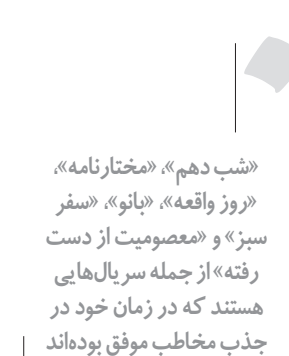 «شب دهم»، «مختارنامه»،
«روز واقعه»، «بانو»، «سفر
سبز» و «معصومیت از دست
رفته» از جمله سریال‌هایی
هستند که در زمان خود در
جذب مخاطب موفق بوده‌اند